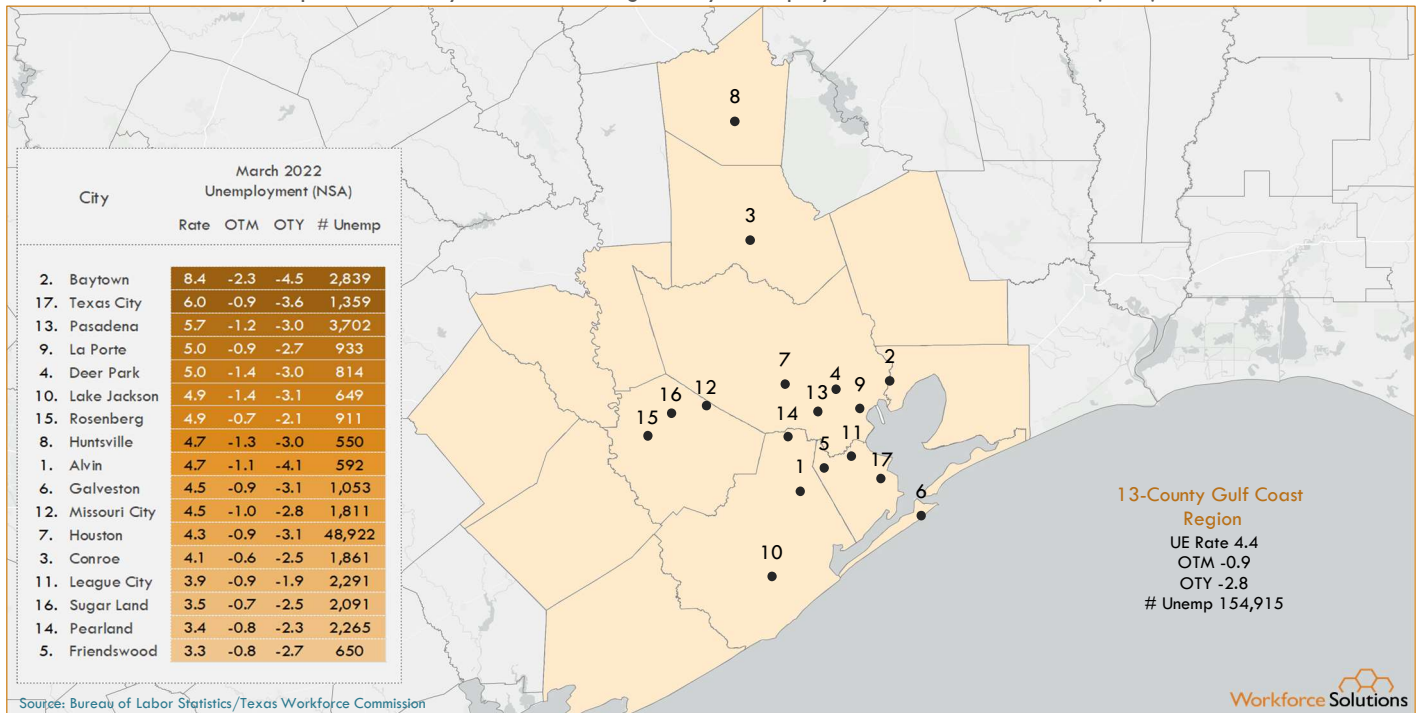 March 2022
Unemployment (NSA)
City
Rate OTM OTY # Unemp
2. Baytown 8.4 -2.3 -4.5 2,839
17. Texas City 6.0 -0.9 -3.6 1,359
13. Pasadena 5.7 -1.2 -3.0 3,702
9. La Porte 5.0 -0.9 -2.7 933
4. Deer Park 5.0 -1.4 -3.0 814
10. Lake Jackson 4.9 -1.4 -3.1 649
15. Rosenberg 4.9 -0.7 -2.1 911
8. Huntsville 4.7 -1.3 -3.0 550
1. Alvin 4.7 -1.1 -4.1 592
6. Galveston 4.5 -0.9 -3.1 1,053
12. Missouri City 4.5 -1.0 -2.8 1,811
7. Houston 4.3 -0.9 -3.1 48,922
3. Conroe 4.1 -0.6 -2.5 1,861
11. League City 3.9 -0.9 -1.9 2,291
16. Sugar Land 3.5 -0.7 -2.5 2,091
14. Pearland 3.4 -0.8 -2.3 2,265
5. Friendswood 3.3 -0.8 -2.7 650
8
3
7
4
2
9
13
12
16
15
14
11
5
1
17
6
10
13-County Gulf Coast
Region
UE Rate 4.4
OTM -0.9
OTY -2.8
# Unemp 154,915
Source: Bureau of Labor Statistics/Texas Workforce Commission
Workforce Solutions